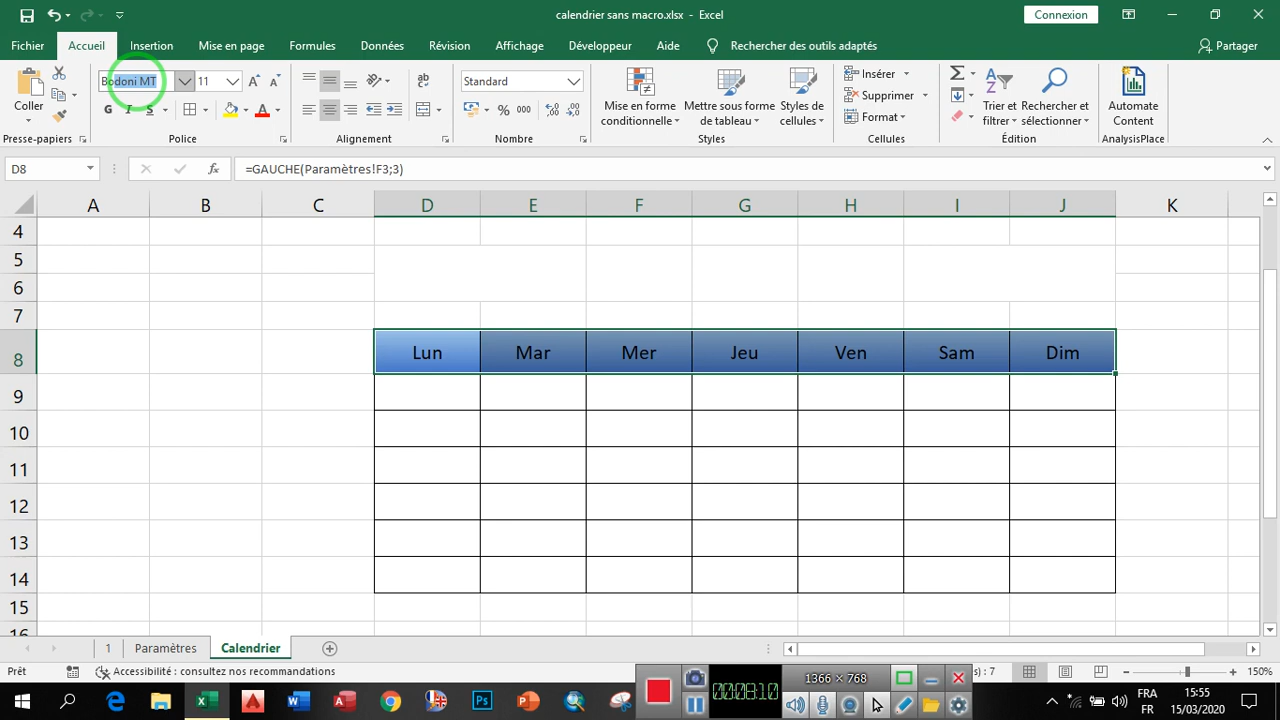 calendrier sans macro.xlsx - Excel
Connexion
Fichier
Accueil
Insertion
Mise en page
Formules
Données
Révision
Affichage
Développeur
Aide
Rechercher des outils adaptés
Partager
Coller
Presse-papiers
Bodoni MT
11
G I S
Police
Alignement
Standard
% 000
Nombre
Mise en forme conditionnelle
Mettre sous forme de tableau
Styles de cellules
Styles
Insérer
Supprimer
Format
Cellules
Trier et filtrer
Rechercher et sélectionner
Édition
Automate Content
AnalysisPlace
D8
fx
=GAUCHE(Paramètres!F3;3)
A B C D E F G H I J K
4
5
6
7
8 Lun Mar Mer Jeu Ven Sam Dim
9
10
11
12
13
14
15
16
1
Paramètres
Calendrier
Prêt
Accessibilité : consultez nos recommandations
1366 × 768
00:08:10
s) : 7
150%
FRA
FR
15:55
15/03/2020